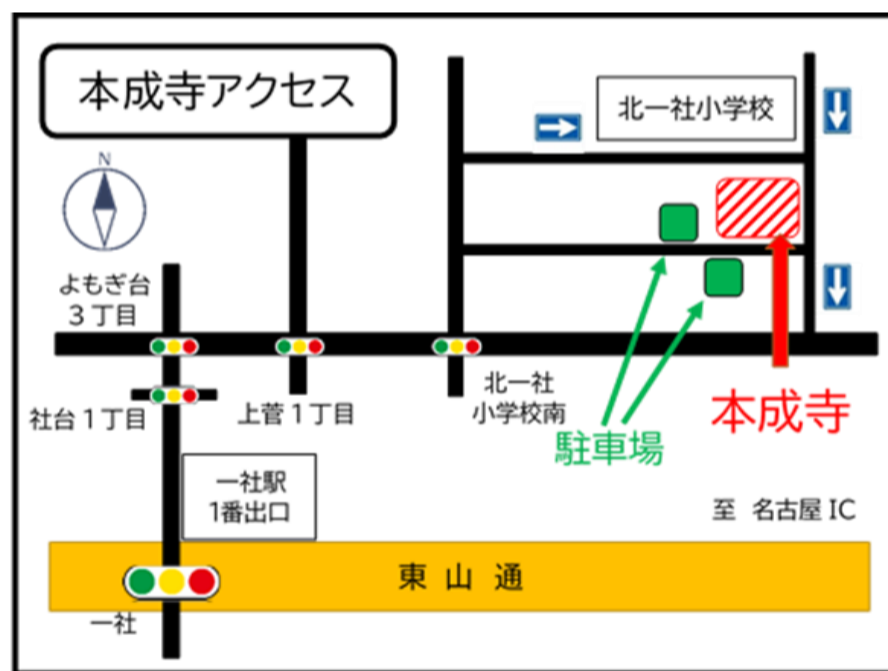 本成寺アクセス
北一社小学校
N
よもぎ台
3丁目
社台1丁目
上菅1丁目
北一社
小学校南
駐車場
本成寺
一社駅
1番出口
至 名古屋IC
東山通
一社